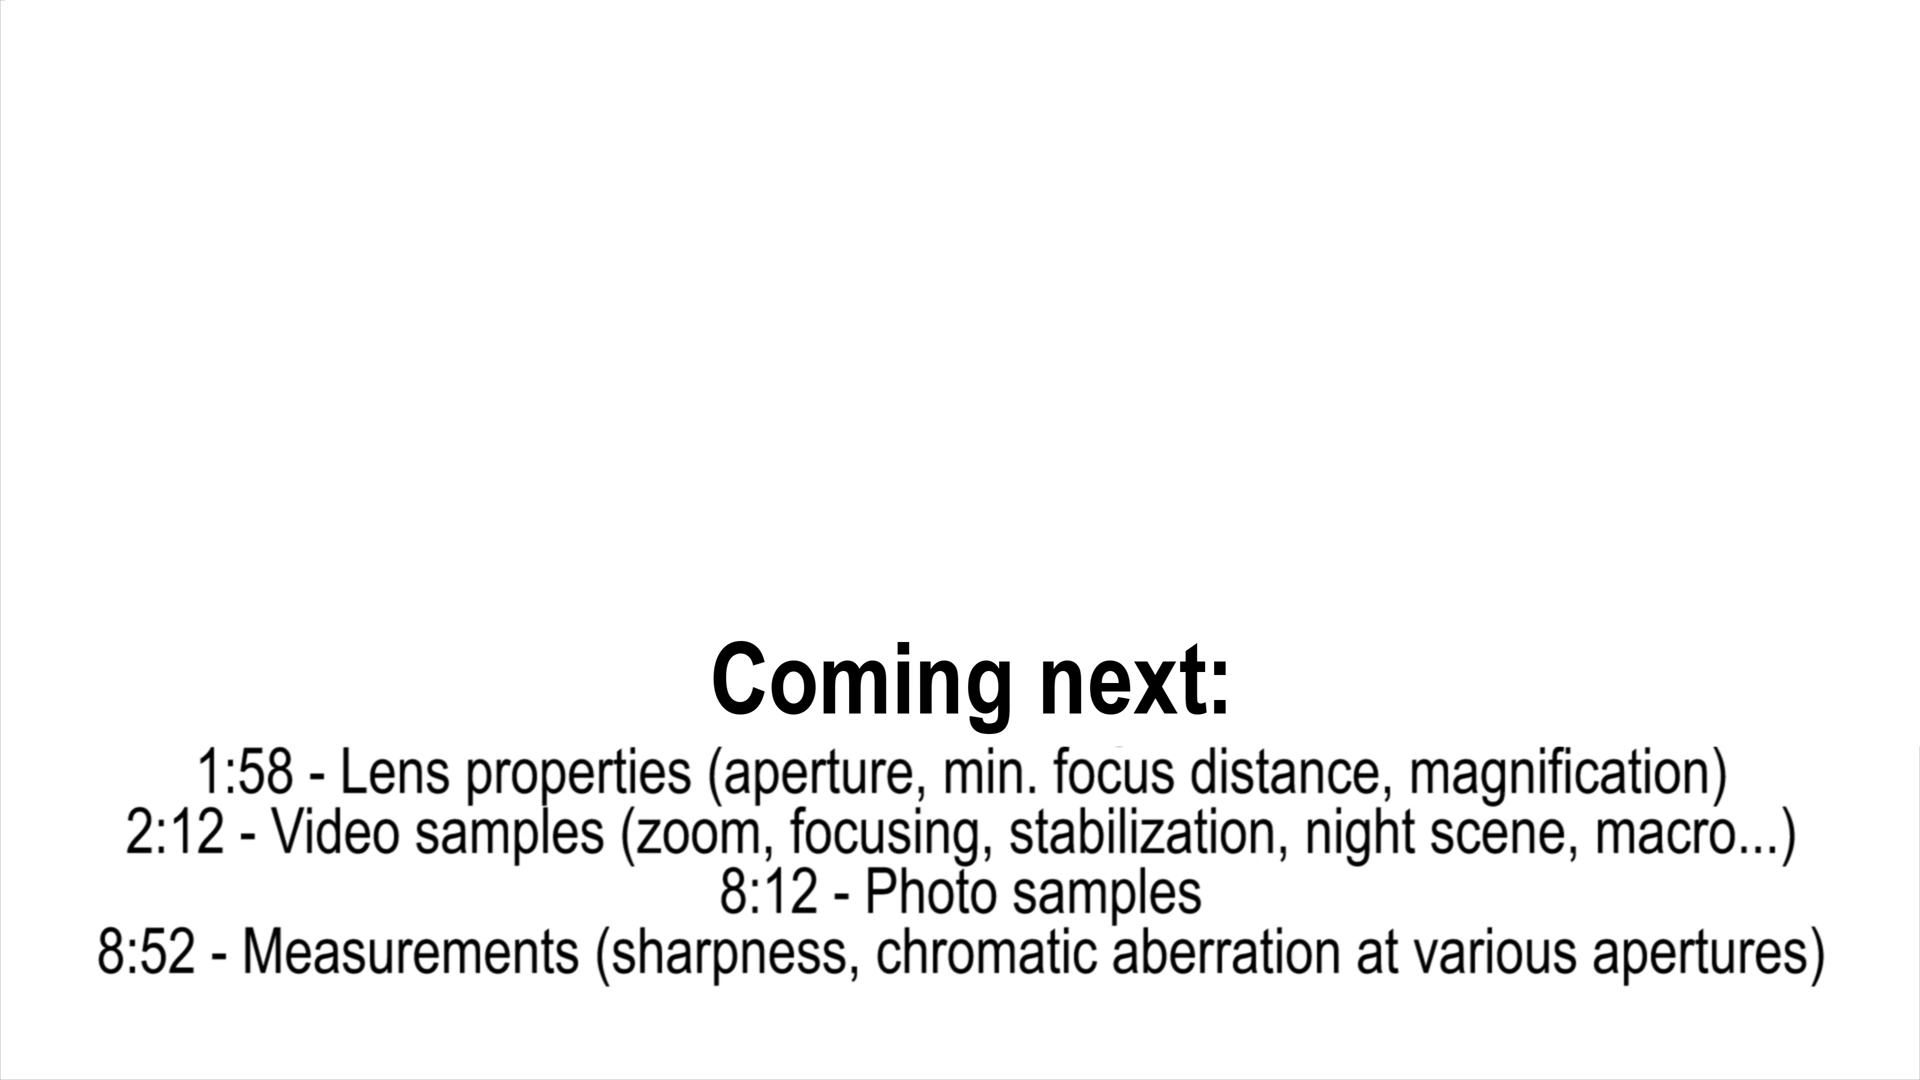 Coming next:
1:58 - Lens properties (aperture, min. focus distance, magnification)
2:12 - Video samples (zoom, focusing, stabilization, night scene, macro...)
8:12 - Photo samples
8:52 - Measurements (sharpness, chromatic aberration at various apertures)